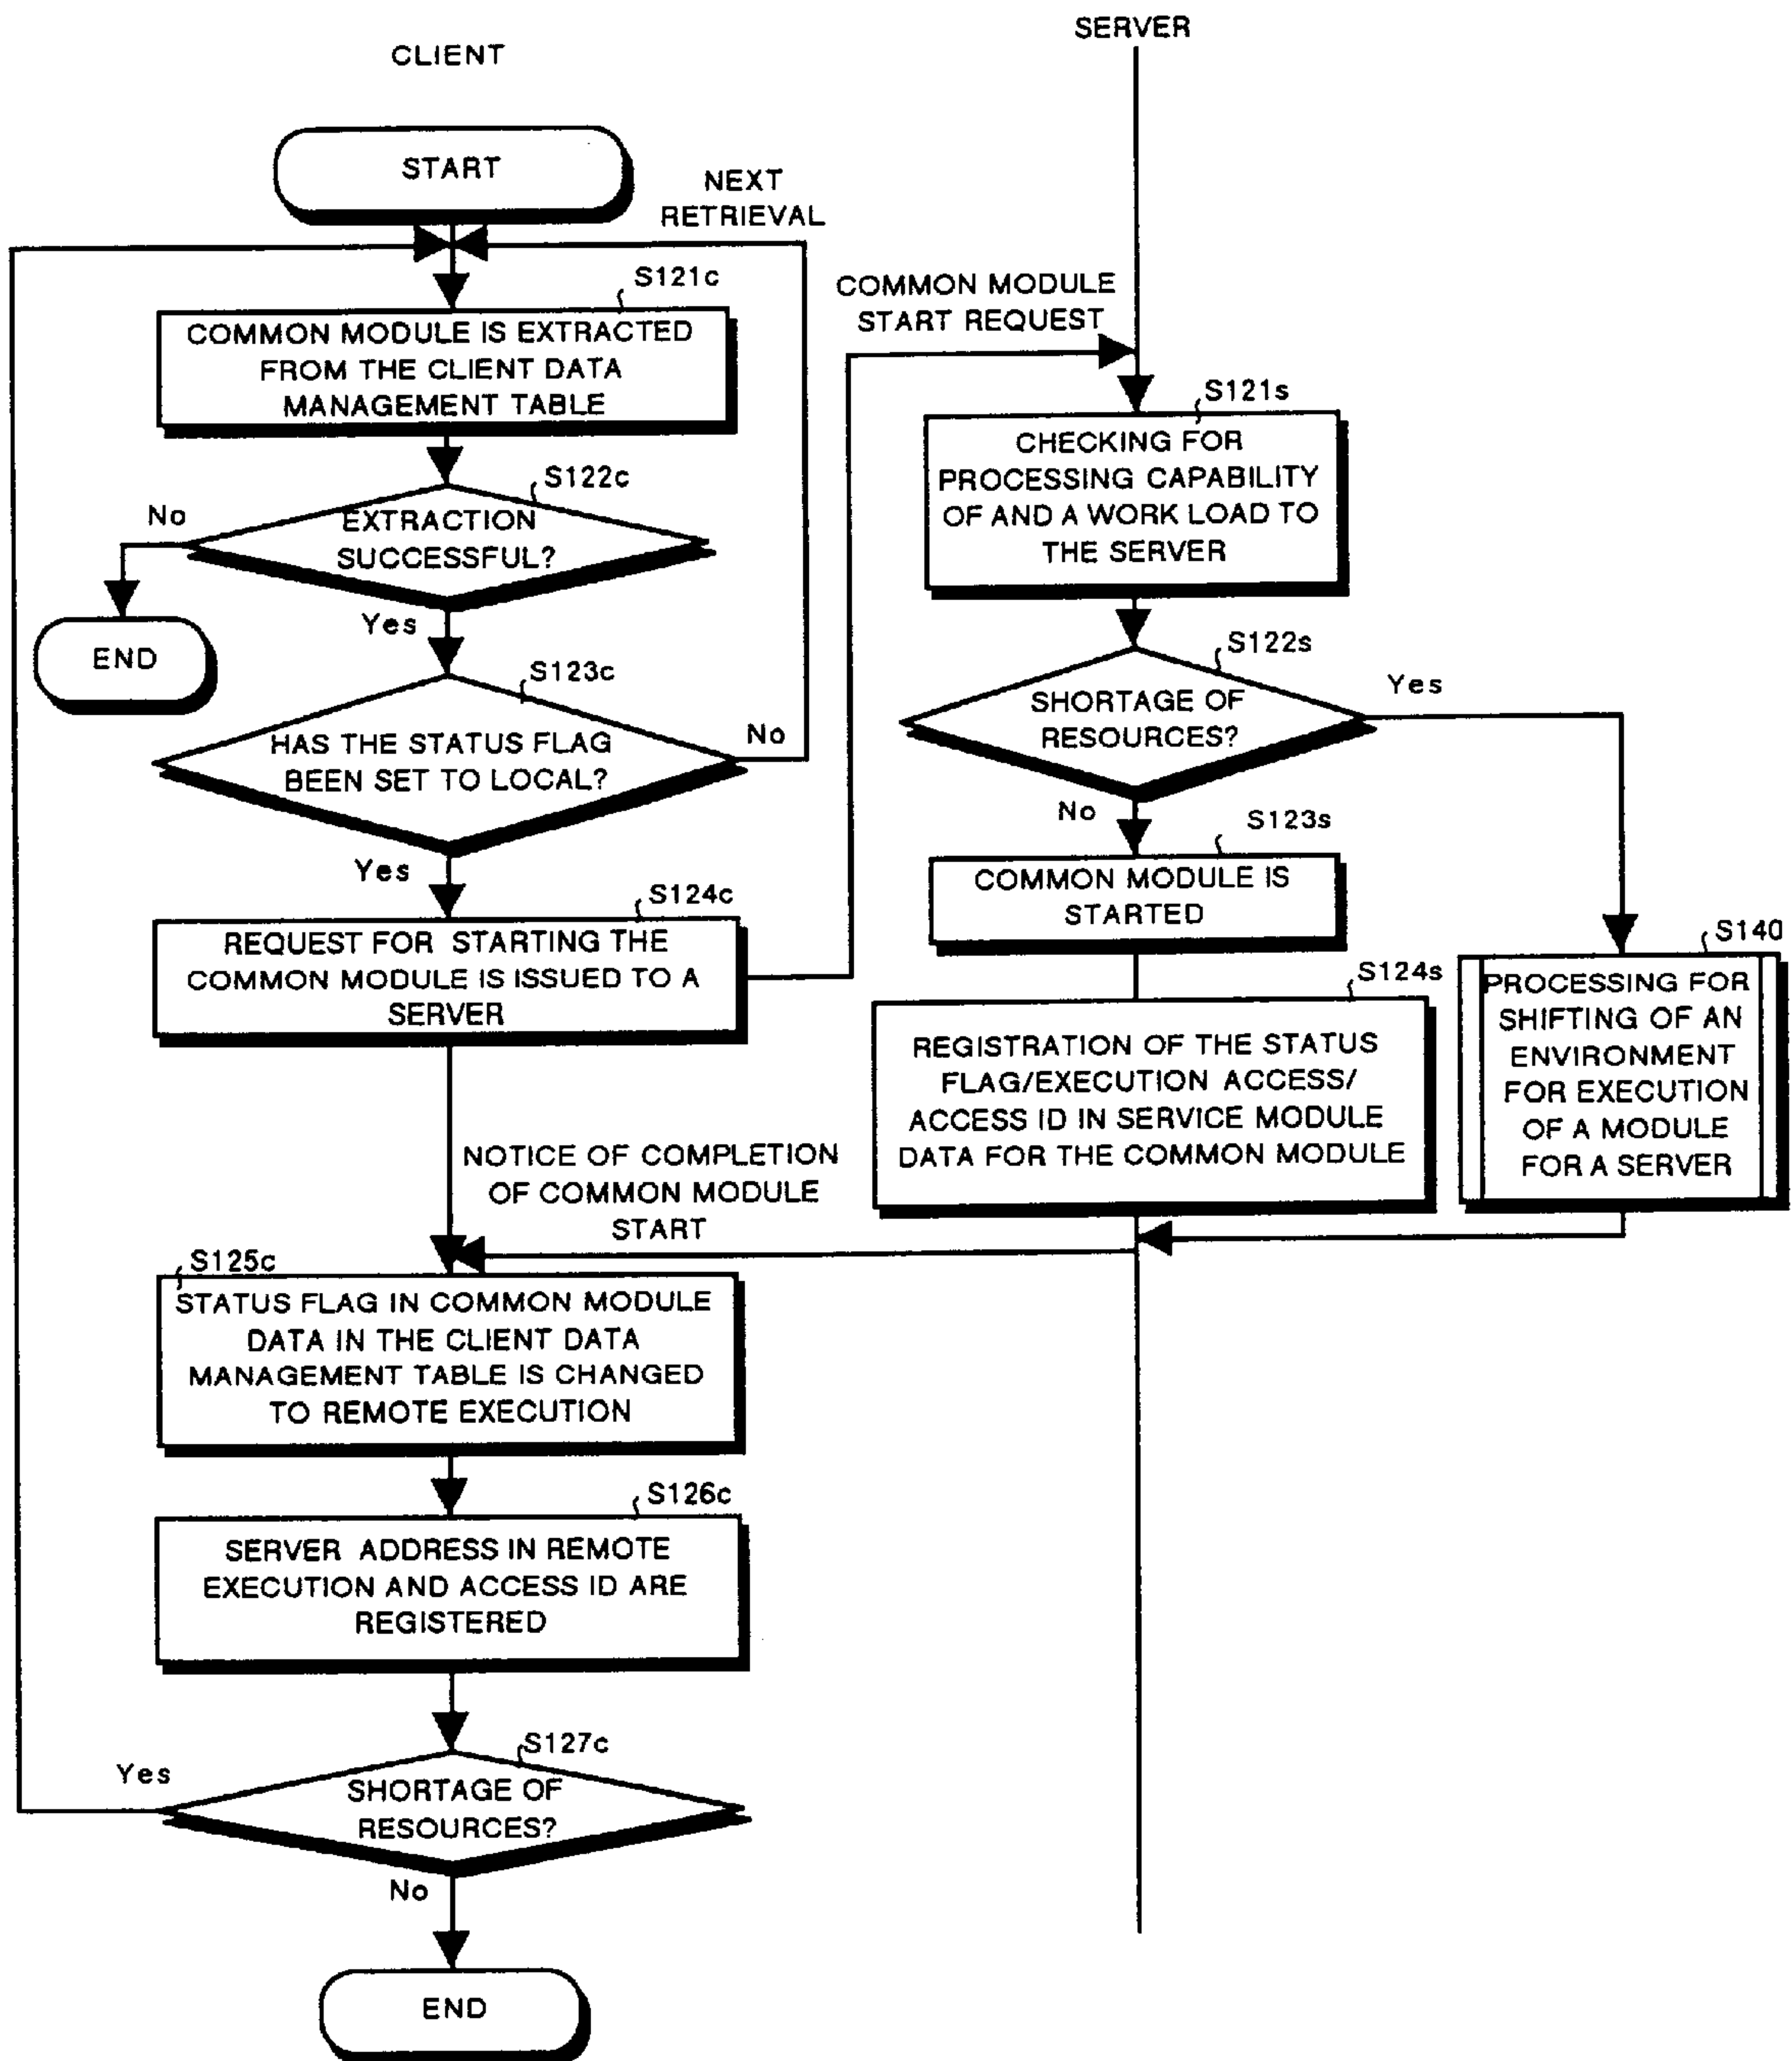 CLIENT
START
NEXT
RETRIEVAL
S121c
COMMON MODULE IS EXTRACTED
FROM THE CLIENT DATA
MANAGEMENT TABLE
S122c
No
EXTRACTION
SUCCESSFUL?
Yes
END
S123c
HAS THE STATUS FLAG
BEEN SET TO LOCAL?
No
Yes
S124c
REQUEST FOR STARTING THE
COMMON MODULE IS ISSUED TO A
SERVER
NOTICE OF COMPLETION
OF COMMON MODULE
START
S125c
STATUS FLAG IN COMMON MODULE
DATA IN THE CLIENT DATA
MANAGEMENT TABLE IS CHANGED
TO REMOTE EXECUTION
S126c
SERVER ADDRESS IN REMOTE
EXECUTION AND ACCESS ID ARE
REGISTERED
S127c
Yes
SHORTAGE OF
RESOURCES?
No
END
SERVER
COMMON MODULE
START REQUEST
S121s
CHECKING FOR
PROCESSING CAPABILITY
OF AND A WORK LOAD TO
THE SERVER
S122s
SHORTAGE OF
RESOURCES?
Yes
No
S123s
COMMON MODULE IS
STARTED
S124s
REGISTRATION OF THE STATUS
FLAG/EXECUTION ACCESS/
ACCESS ID IN SERVICE MODULE
DATA FOR THE COMMON MODULE
S140
PROCESSING FOR
SHIFTING OF AN
ENVIRONMENT
FOR EXECUTION
OF A MODULE
FOR A SERVER